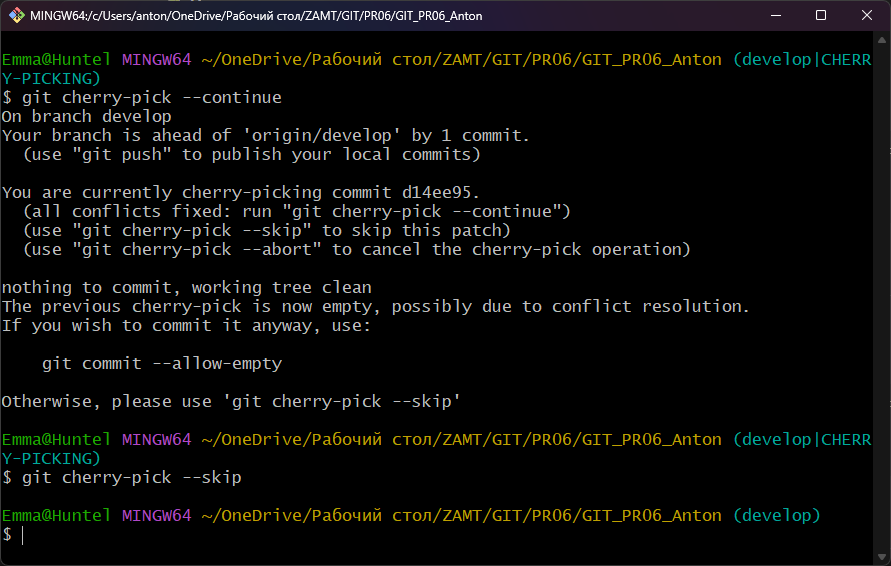 MINGW64:/c/Users/anton/OneDrive/Рабочий стол/ZAMT/GIT/PR06/GIT_PR06_Anton
Emma@Huntel MINGW64 ~/OneDrive/Рабочий стол/ZAMT/GIT/PR06/GIT_PR06_Anton (develop|CHERR
Y-PICKING)
$ git cherry-pick --continue
On branch develop
Your branch is ahead of 'origin/develop' by 1 commit.
  (use "git push" to publish your local commits)
You are currently cherry-picking commit d14ee95.
  (all conflicts fixed: run "git cherry-pick --continue")
  (use "git cherry-pick --skip" to skip this patch)
  (use "git cherry-pick --abort" to cancel the cherry-pick operation)
nothing to commit, working tree clean
The previous cherry-pick is now empty, possibly due to conflict resolution.
If you wish to commit it anyway, use:
    git commit --allow-empty
Otherwise, please use 'git cherry-pick --skip'
Emma@Huntel MINGW64 ~/OneDrive/Рабочий стол/ZAMT/GIT/PR06/GIT_PR06_Anton (develop|CHERR
Y-PICKING)
$ git cherry-pick --skip
Emma@Huntel MINGW64 ~/OneDrive/Рабочий стол/ZAMT/GIT/PR06/GIT_PR06_Anton (develop)
$